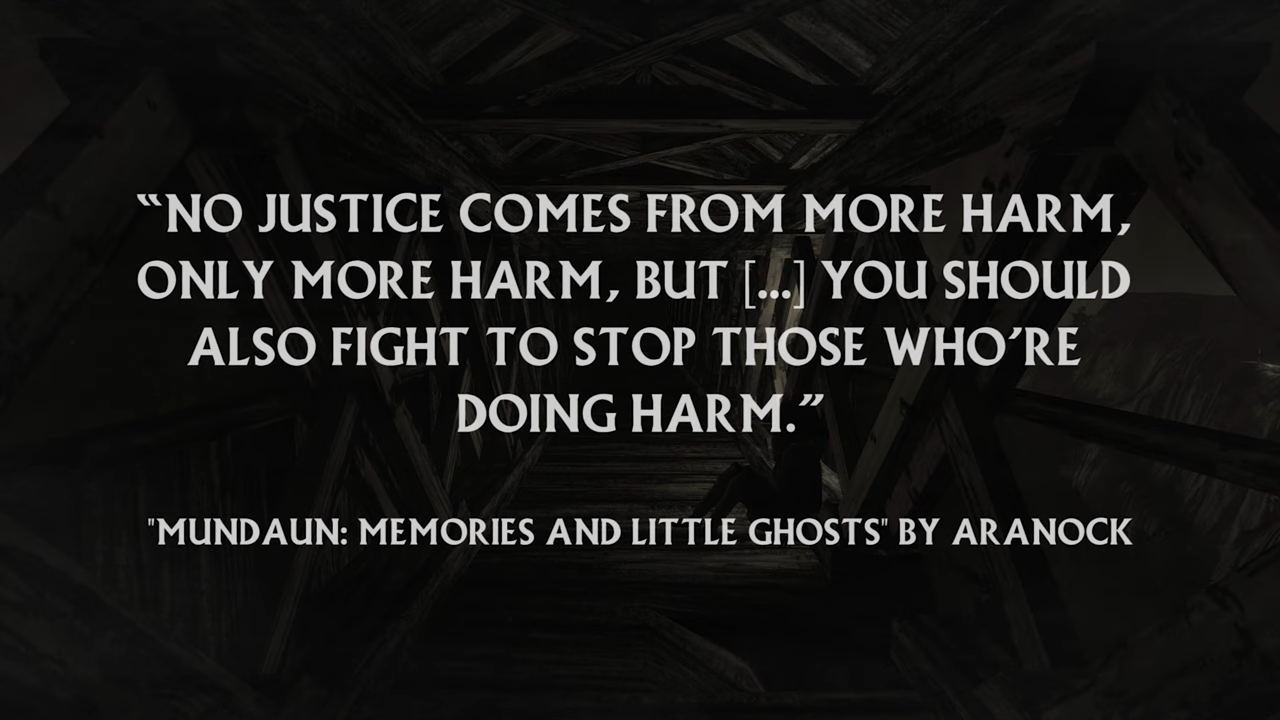 “NO JUSTICE COMES FROM MORE HARM,
ONLY MORE HARM, BUT [...] YOU SHOULD
ALSO FIGHT TO STOP THOSE WHO’RE
DOING HARM.”
"MUNDAUN: MEMORIES AND LITTLE GHOSTS" BY ARANOCK